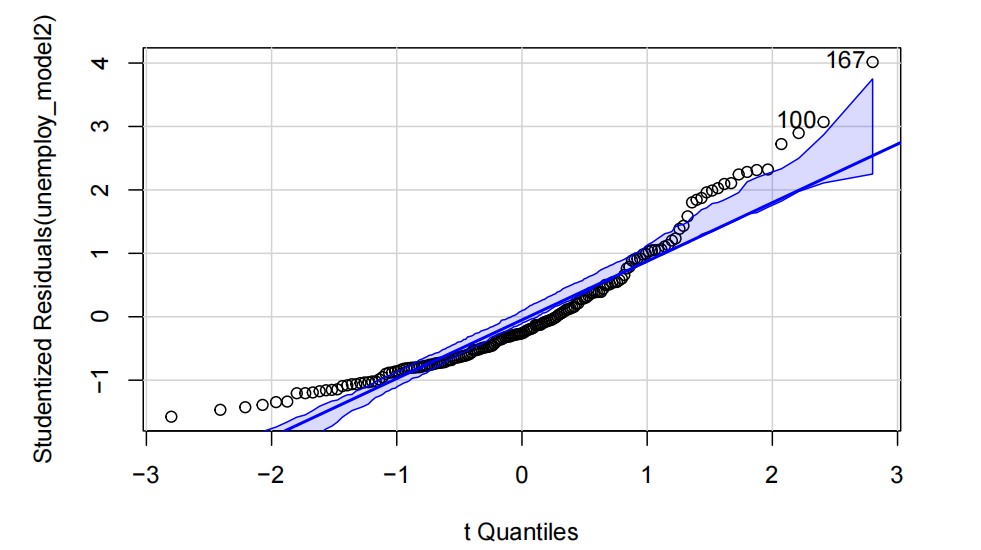 Studentized Residuals(unemploy_model2)
4
3
2
1
0
−1
167
100
−3 −2 −1 0 1 2 3
t Quantiles